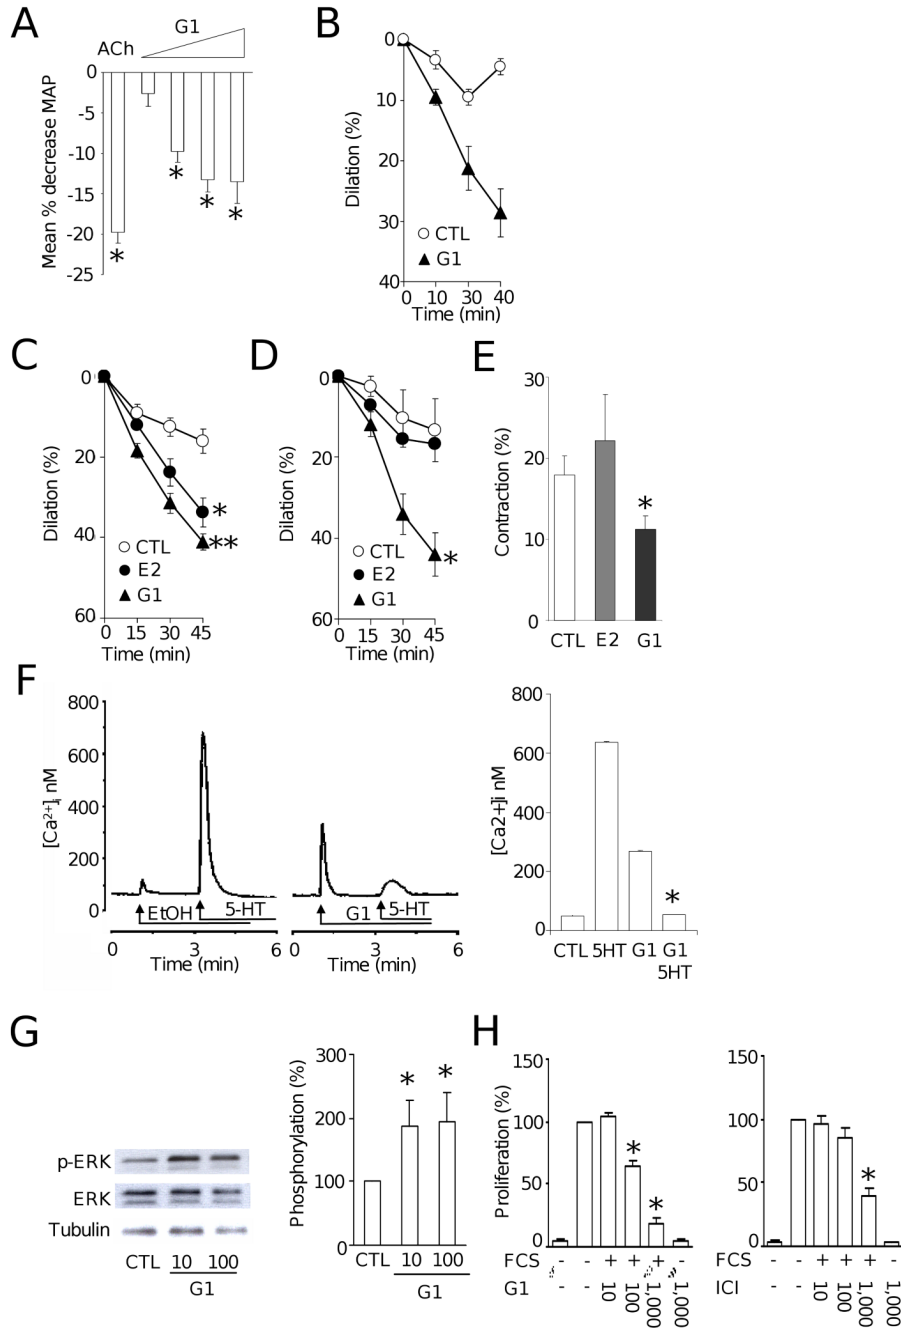 A
G1
ACh
0
-5
-10
-15
-20
-25
Mean % decrease MAP
*
*
*
*
B
0
10
20
30
40
Dilation (%)
CTL
G1
0 10 30 40
Time (min)
C
0
20
40
60
Dilation (%)
*
**
CTL
E2
G1
0 15 30 45
Time (min)
D
0
20
40
60
Dilation (%)
*
CTL
E2
G1
0 15 30 45
Time (min)
E
30
20
10
0
Contraction (%)
*
CTL E2 G1
F
800
600
400
200
0
[Ca²⁺]i nM
EtOH 5-HT
G1 5-HT
0 3 6
Time (min)
0 3 6
Time (min)
800
600
400
200
0
[Ca2+]i nM
*
CTL 5HT G1 G1
5HT
G
p-ERK
ERK
Tubulin
CTL 10 100
G1
300
200
100
0
Phosphorylation (%)
* *
CTL 10 100
G1
H
150
100
50
0
Proliferation (%)
*
*
FCS - - + + + -
G1 - - 10 100 1,000 1,000
150
100
50
0
*
- - + + + -
ICI - - 10 100 1,000 1,000